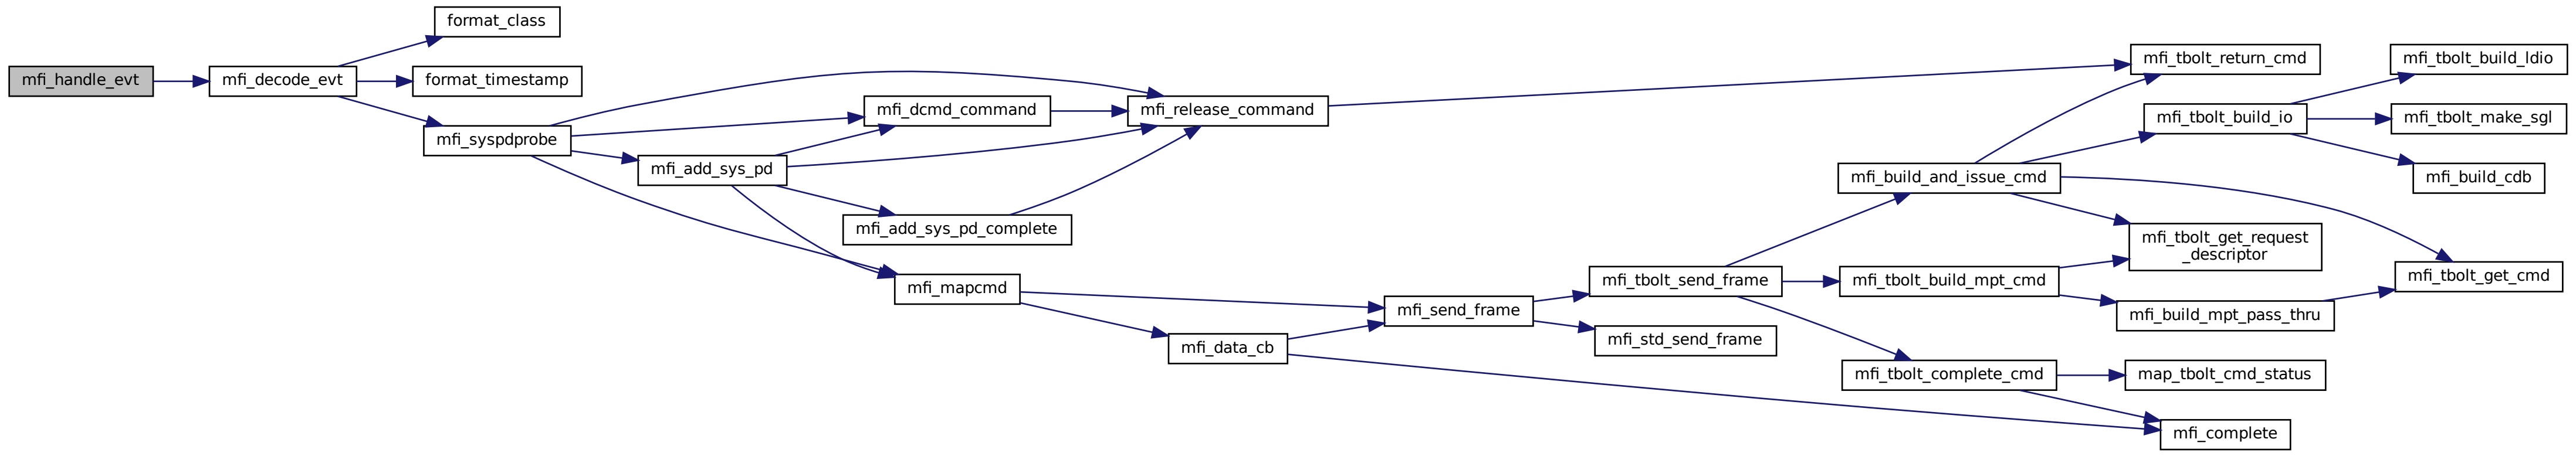 mfi_handle_evt
mfi_decode_evt
format_class
format_timestamp
mfi_syspdprobe
mfi_add_sys_pd
mfi_dcmd_command
mfi_add_sys_pd_complete
mfi_mapcmd
mfi_release_command
mfi_data_cb
mfi_send_frame
mfi_tbolt_send_frame
mfi_std_send_frame
mfi_build_and_issue_cmd
mfi_tbolt_build_mpt_cmd
mfi_tbolt_complete_cmd
mfi_tbolt_return_cmd
mfi_tbolt_build_io
mfi_tbolt_get_request
_descriptor
mfi_build_mpt_pass_thru
map_tbolt_cmd_status
mfi_complete
mfi_tbolt_build_ldio
mfi_tbolt_make_sgl
mfi_build_cdb
mfi_tbolt_get_cmd